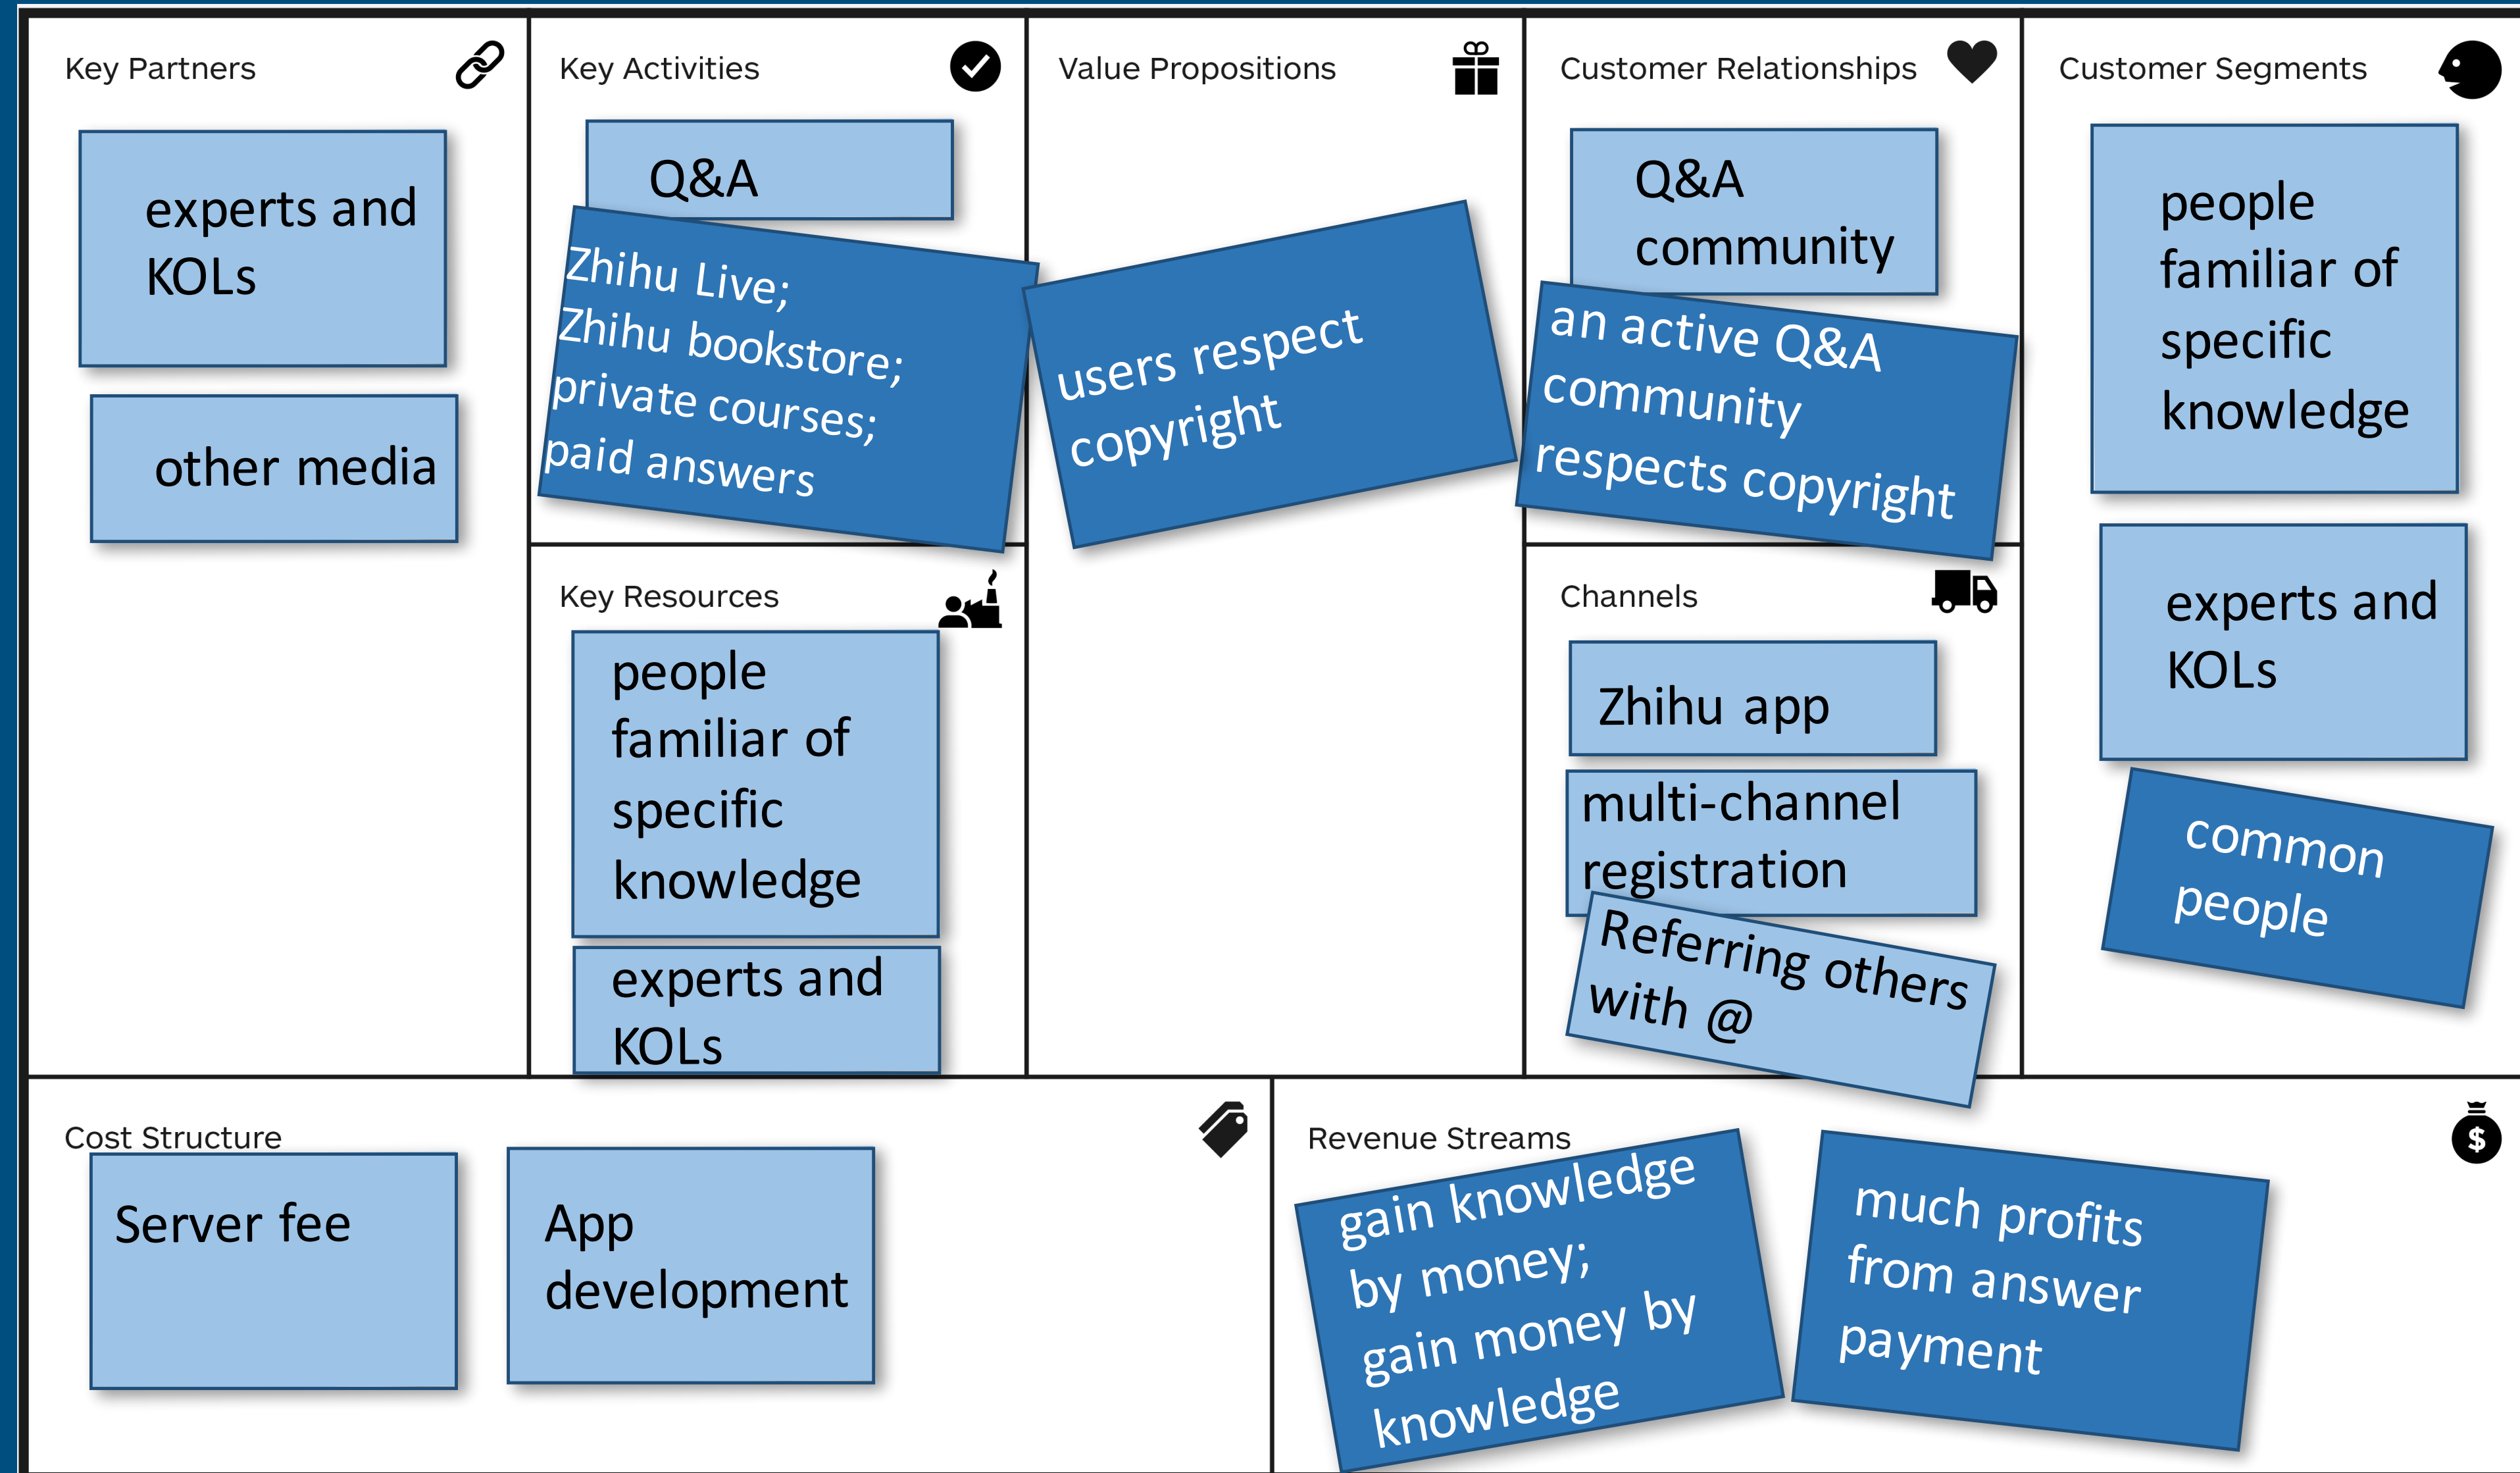 Key Partners
experts and
KOLs
other media
Key Activities
Q&A
Zhihu Live;
Zhihu bookstore;
private courses;
paid answers
Key Resources
people
familiar of
specific
knowledge
experts and
KOLs
Value Propositions
users respect
copyright
Customer Relationships
Q&A
community
an active Q&A
community
respects copyright
Channels
Zhihu app
multi-channel
registration
Referring others
with @
Customer Segments
people
familiar of
specific
knowledge
experts and
KOLs
common
people
Cost Structure
Server fee
App
development
Revenue Streams
$
gain knowledge
by money;
gain money by
knowledge
much profits
from answer
payment